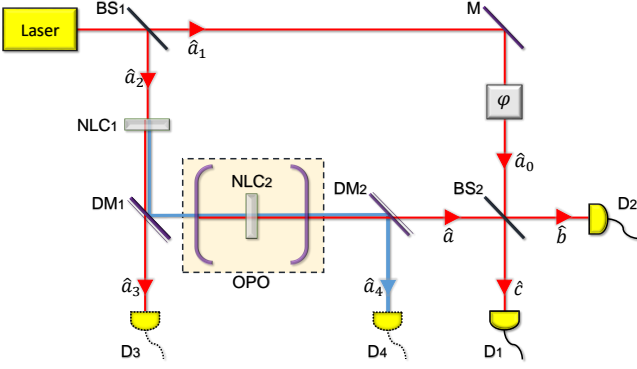 BS1
M
Laser
â1
â2
φ
NLC1
â0
NLC2
DM2
BS2
D2
DM1
â
b̂
OPO
â3
â4
ĉ
D3
D4
D1